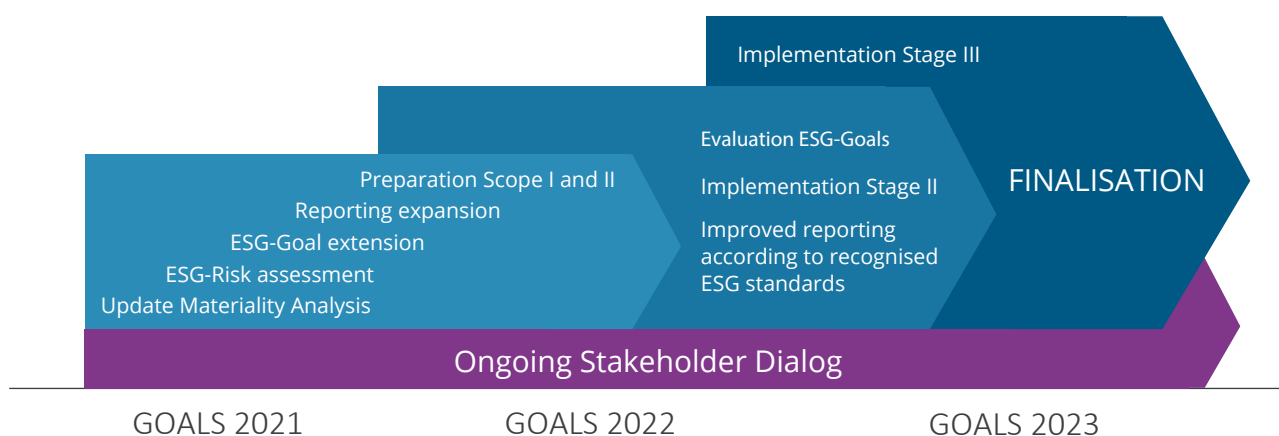 Implementation Stage III
Evaluation ESG-Goals
Preparation Scope I and II
Implementation Stage II
FINALISATION
Reporting expansion
Improved reporting
according to recognised
ESG standards
ESG-Goal extension
ESG-Risk assessment
Update Materiality Analysis
Ongoing Stakeholder Dialog
GOALS 2021
GOALS 2022
GOALS 2023